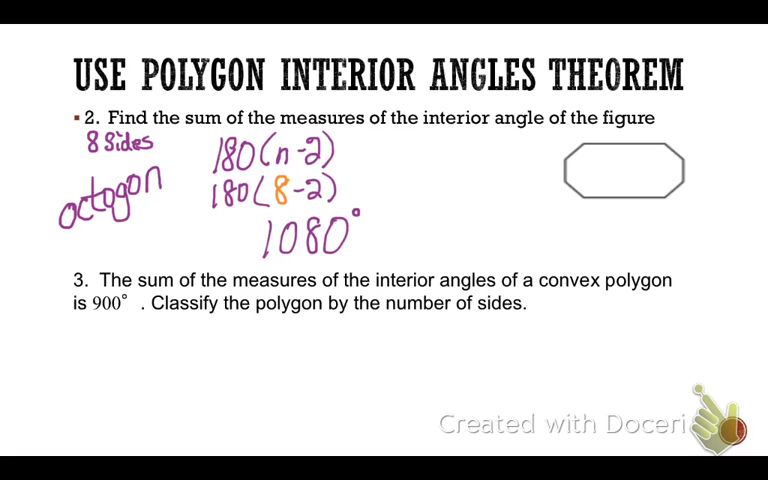 USE POLYGON INTERIOR ANGLES THEOREM
▪ 2. Find the sum of the measures of the interior angle of the figure
8 Sides
octogon
180(n-2)
180(8-2)
1080°
3. The sum of the measures of the interior angles of a convex polygon
is 900° . Classify the polygon by the number of sides.
Created with Doceri